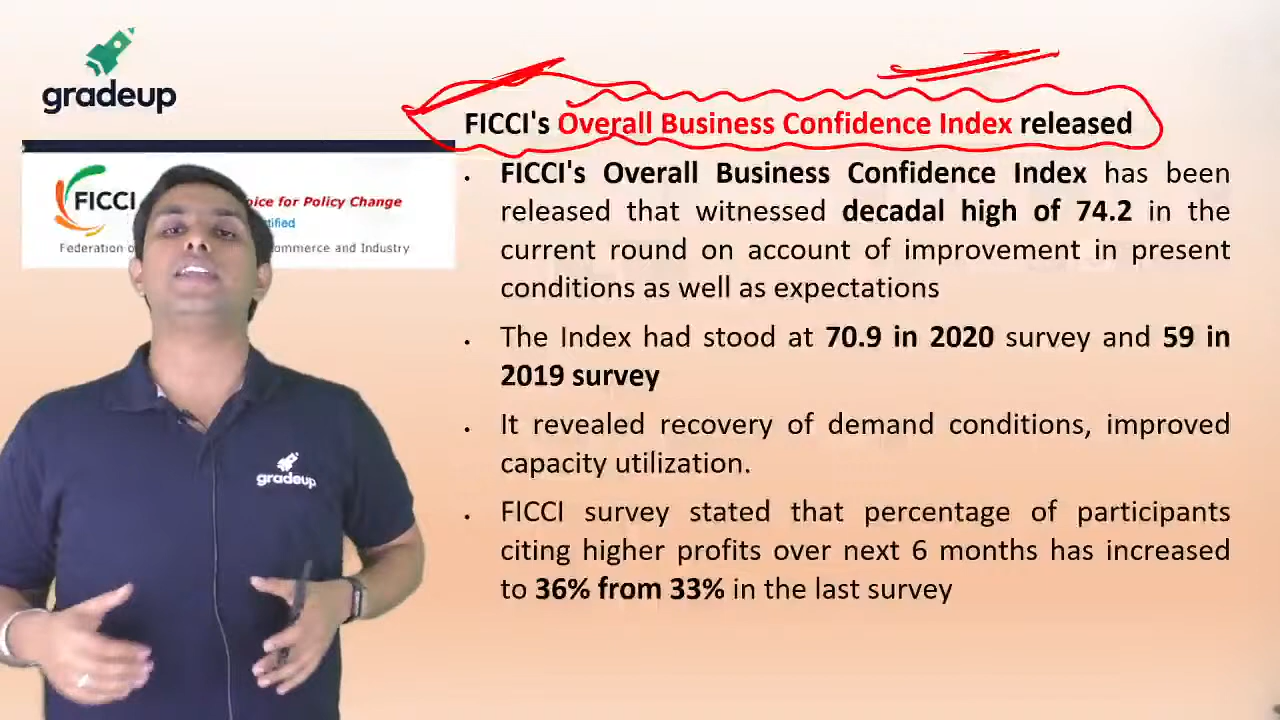 gradeup
FICCI's Overall Business Confidence Index released
FICCI
oice for Policy Change
tified
Federation o
ommerce and Industry
• FICCI's Overall Business Confidence Index has been
released that witnessed decadal high of 74.2 in the
current round on account of improvement in present
conditions as well as expectations
• The Index had stood at 70.9 in 2020 survey and 59 in
2019 survey
• It revealed recovery of demand conditions, improved
capacity utilization.
• FICCI survey stated that percentage of participants
citing higher profits over next 6 months has increased
to 36% from 33% in the last survey
gradeup